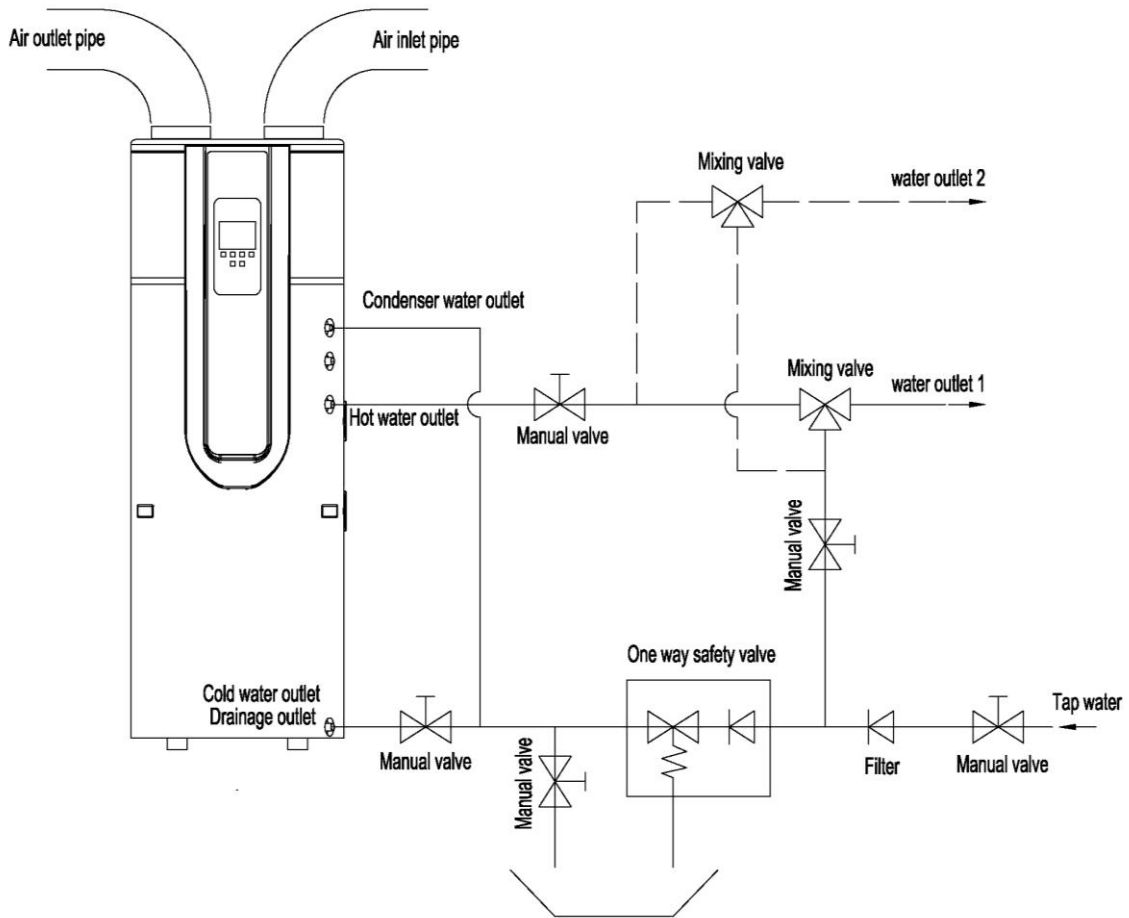 Air outlet pipe
Air inlet pipe
Mixing valve
water outlet 2
Condenser water outlet
Mixing valve
water outlet 1
Hot water outlet
Manual valve
Manual valve
One way safety valve
Cold water outlet
Drainage outlet
Tap water
Manual valve
Manual valve
Filter
Manual valve